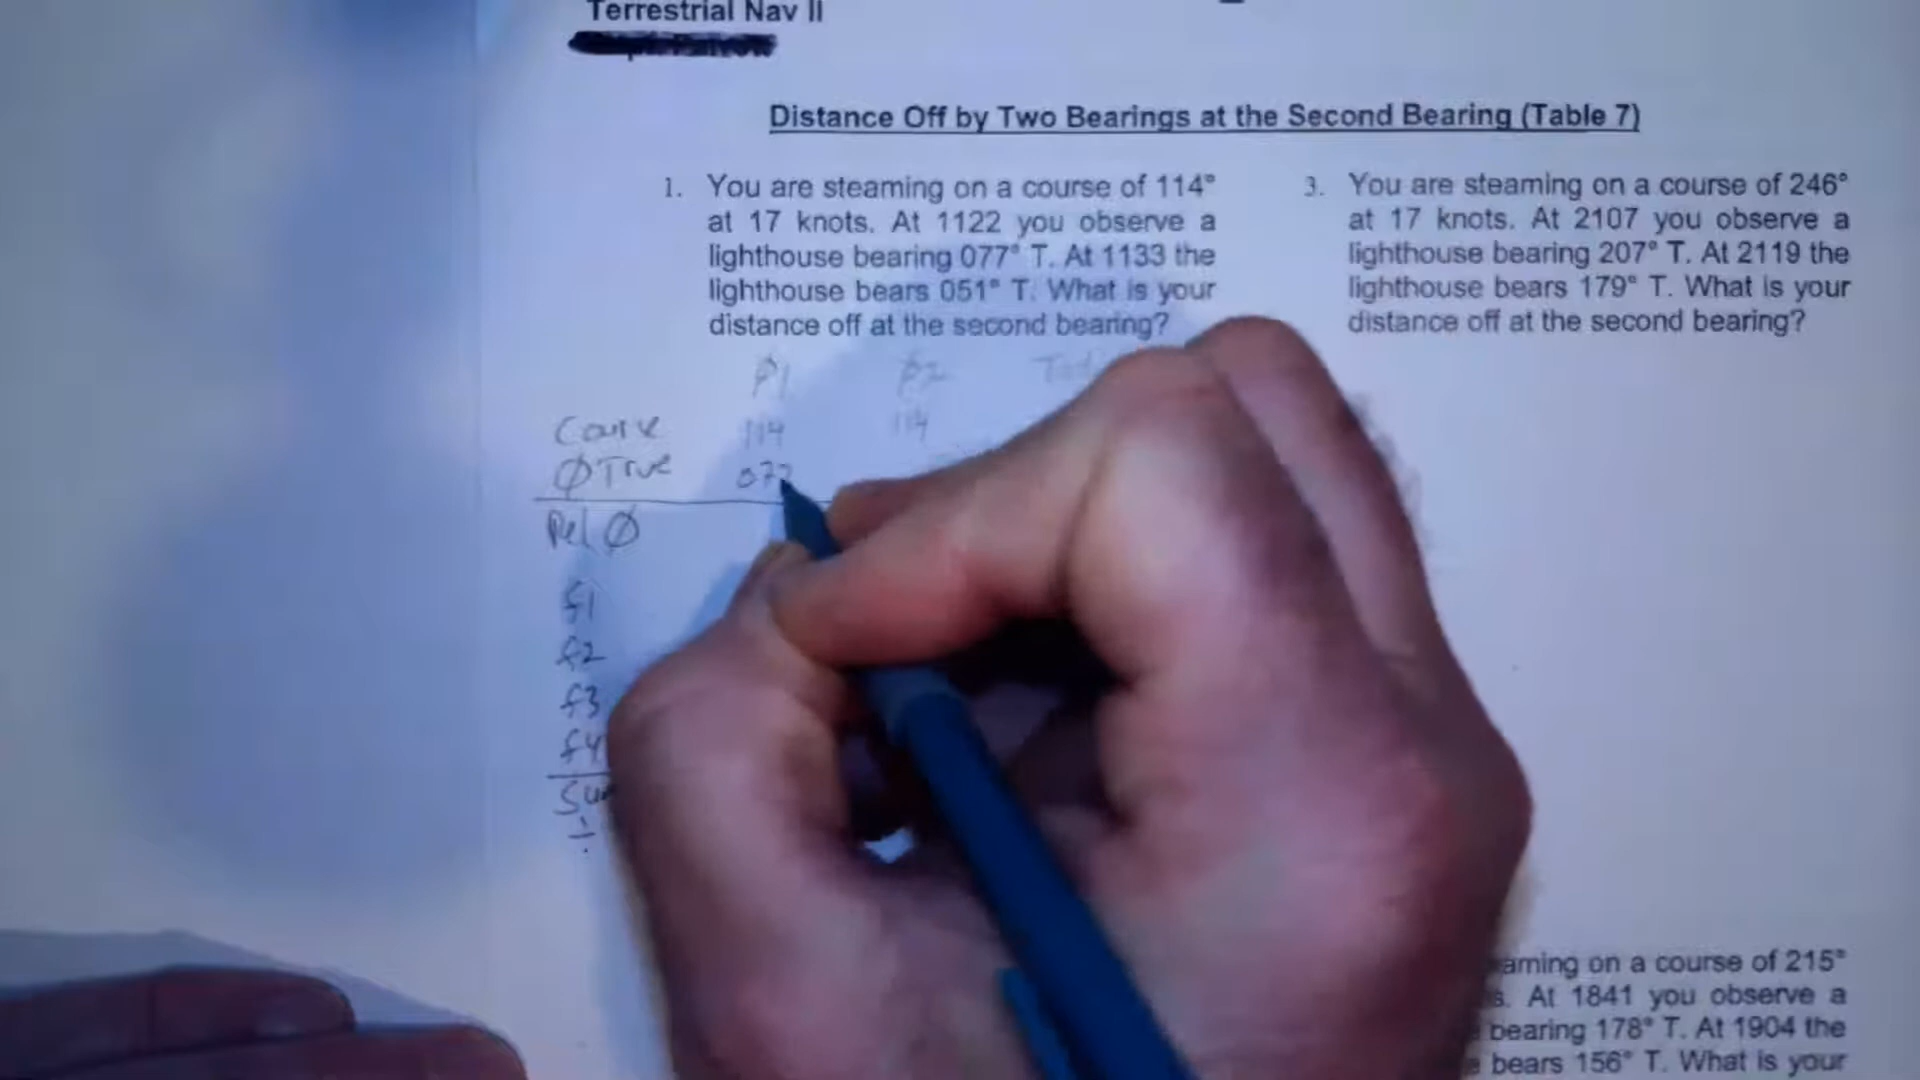 Terrestrial Nav II
Distance Off by Two Bearings at the Second Bearing (Table 7)
1. You are steaming on a course of 114°
at 17 knots. At 1122 you observe a
lighthouse bearing 077° T. At 1133 the
lighthouse bears 051° T. What is your
distance off at the second bearing?
3. You are steaming on a course of 246°
at 17 knots. At 2107 you observe a
lighthouse bearing 207° T. At 2119 the
lighthouse bears 179° T. What is your
distance off at the second bearing?
Ø1 Ø2
Course 114 114
Ø True 077
Rel Ø
f1
f2
f3
f4
÷
aming on a course of 215°
s. At 1841 you observe a
bearing 178° T. At 1904 the
bears 156° T. What is your